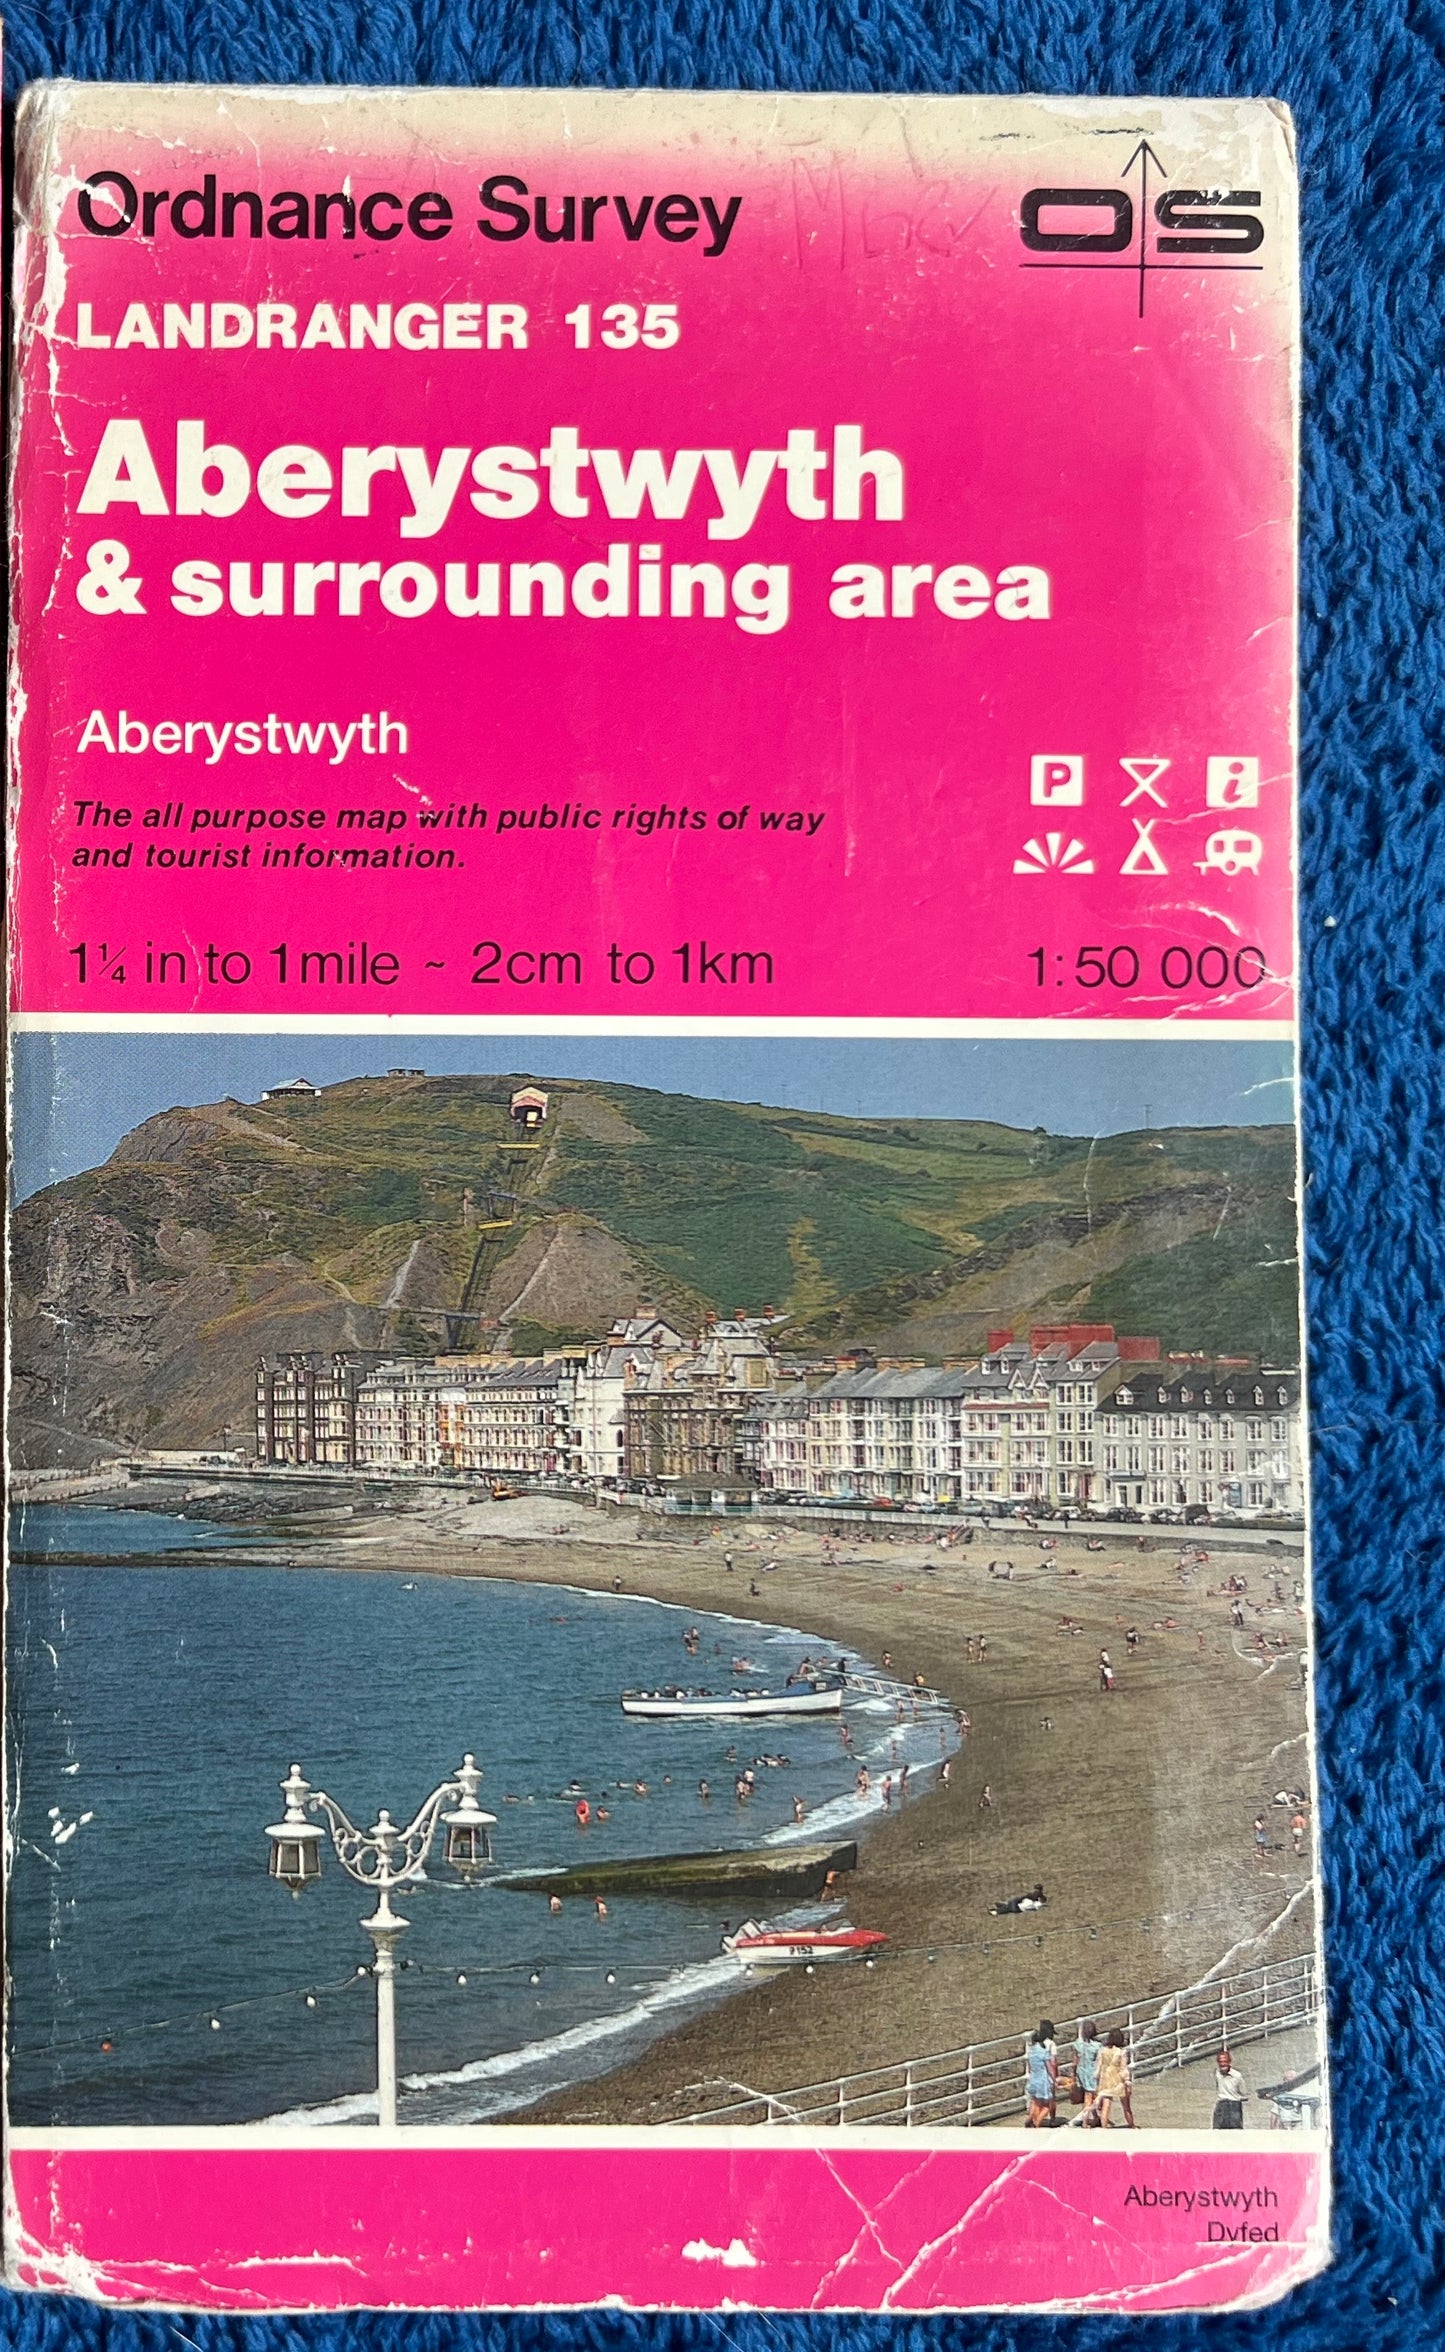 Ordnance Survey
OS
LANDRANGER 135
Aberystwyth
& surrounding area
Aberystwyth
The all purpose map with public rights of way
and tourist information.
P
i
1¼ in to 1mile ~ 2cm to 1km
1:50 000
Aberystwyth
Dyfed